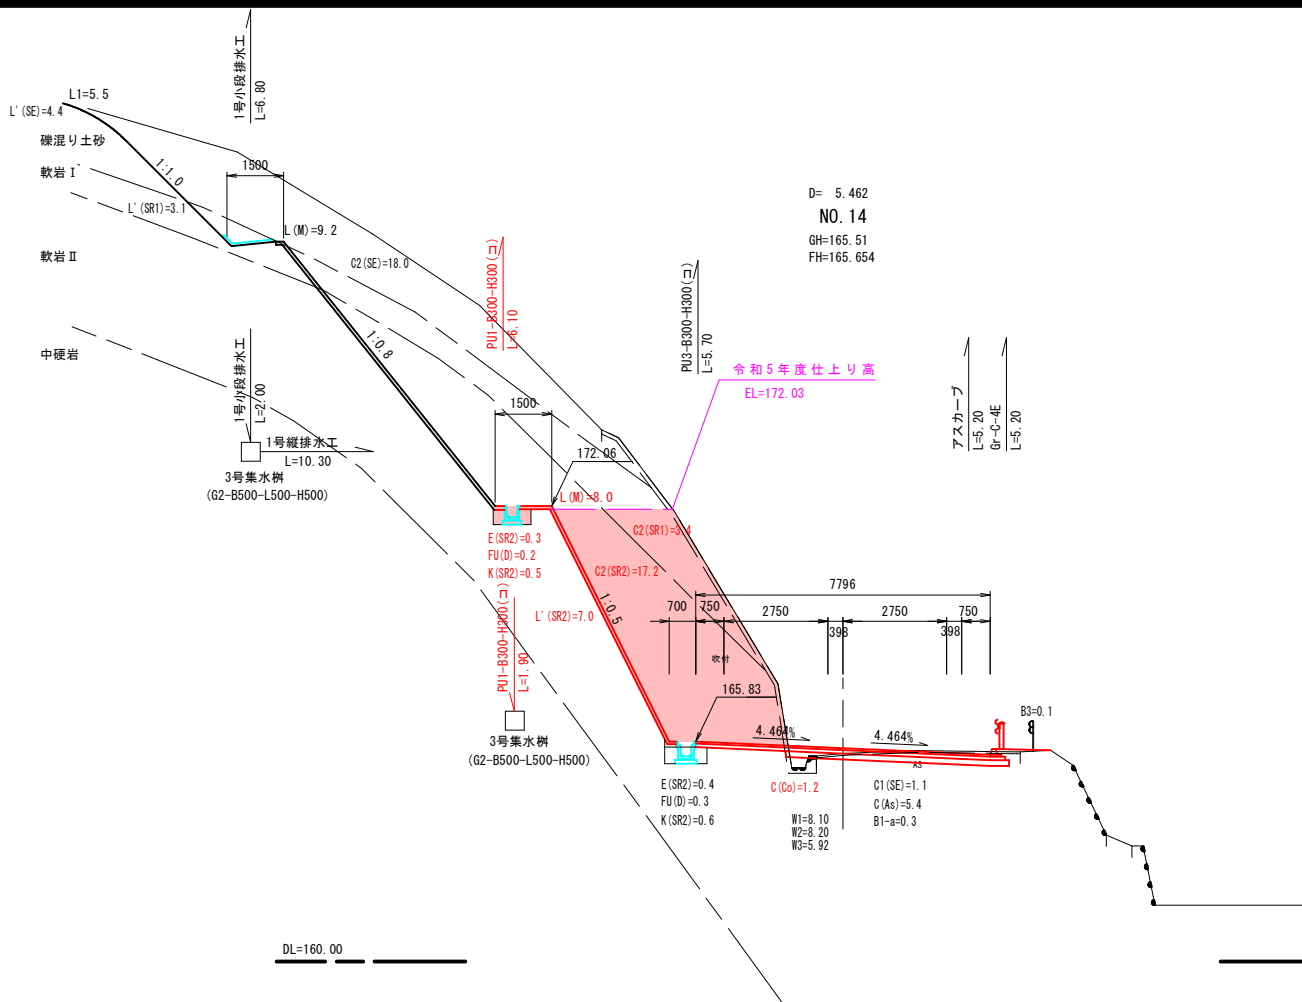 1号小段排水工
L=6.80
L1=5.5
L'(SE)=4.4
礫混り土砂
1:1.0
1500
軟岩Ⅰ
L'(SR1)=3.1
L(M)=9.2
軟岩Ⅱ
C2(SE)=18.0
D= 5.462
NO.14
GH=165.51
FH=165.654
PU1-B300-H300(コ)
L=6.10
PU3-B300-H300(コ)
L=5.70
1:0.8
中硬岩
1号小段排水工
L=2.00
令和5年度仕上り高
EL=172.03
アスカーブ
L=5.20
Gr-C-4E
L=5.20
1500
1号縦排水工
L=10.30
3号集水桝
(G2-B500-L500-H500)
172.06
L(M)=8.0
E(SR2)=0.3
FU(D)=0.2
K(SR2)=0.5
C2(SR1)=3.4
C2(SR2)=17.2
7796
700
750
2750
398
2750
398
750
L'(SR2)=7.0
1:0.5
PU1-B300-H300(コ)
L=1.90
吹付
165.83
3号集水桝
(G2-B500-L500-H500)
4.464%
4.464%
B3=0.1
AS
E(SR2)=0.4
FU(D)=0.3
K(SR2)=0.6
C(Co)=1.2
W1=8.10
W2=8.20
W3=5.92
C1(SE)=1.1
C(As)=5.4
B1-a=0.3
DL=160.00